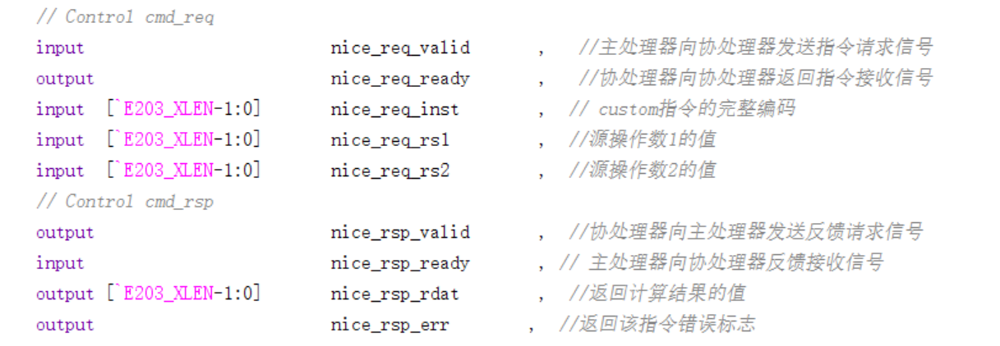 // Control cmd_req
input nice_req_valid , //主处理器向协处理器发送指令请求信号
output nice_req_ready , //协处理器向协处理器返回指令接收信号
input [`E203_XLEN-1:0] nice_req_inst , // custom指令的完整编码
input [`E203_XLEN-1:0] nice_req_rs1 , //源操作数1的值
input [`E203_XLEN-1:0] nice_req_rs2 , //源操作数2的值
// Control cmd_rsp
output nice_rsp_valid , //协处理器向主处理器发送反馈请求信号
input nice_rsp_ready , // 主处理器向协处理器反馈接收信号
output [`E203_XLEN-1:0] nice_rsp_rdat , //返回计算结果的值
output nice_rsp_err , //返回该指令错误标志